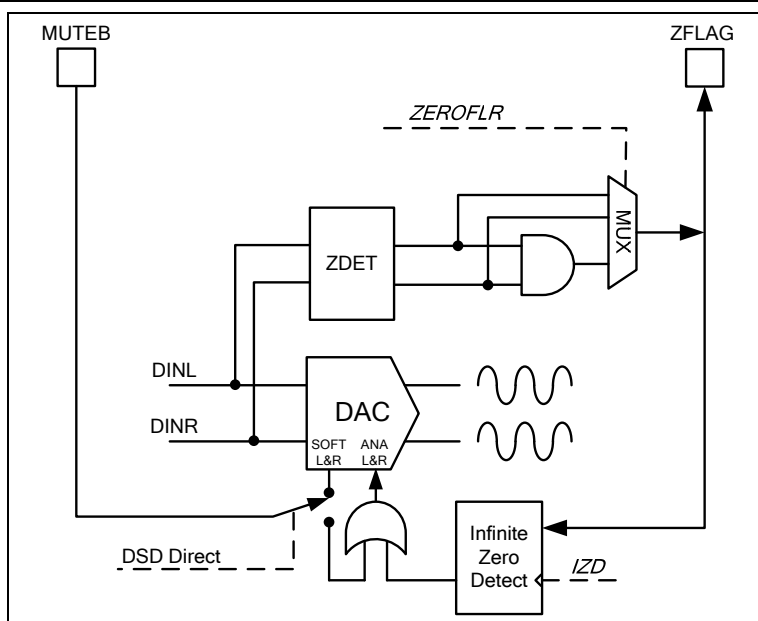 MUTEB
ZFLAG
ZEROFLR
MUX
ZDET
DINL
DINR
DAC
SOFT
L&R
ANA
L&R
DSD Direct
Infinite
Zero
Detect
IZD